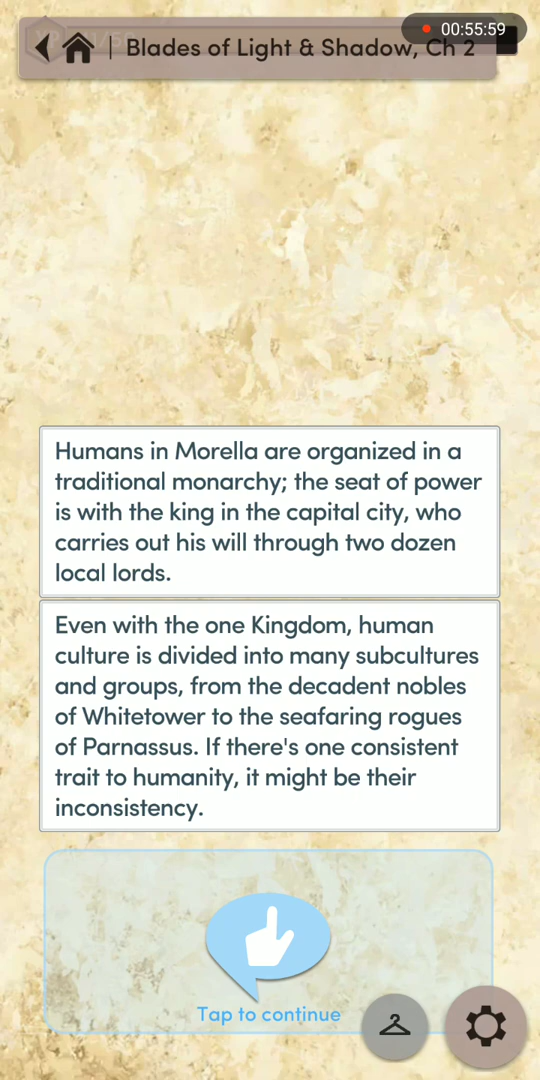 00:55:59
| Blades of Light & Shadow, Ch 2
Humans in Morella are organized in a
traditional monarchy; the seat of power
is with the king in the capital city, who
carries out his will through two dozen
local lords.
Even with the one Kingdom, human
culture is divided into many subcultures
and groups, from the decadent nobles
of Whitetower to the seafaring rogues
of Parnassus. If there's one consistent
trait to humanity, it might be their
inconsistency.
Tap to continue